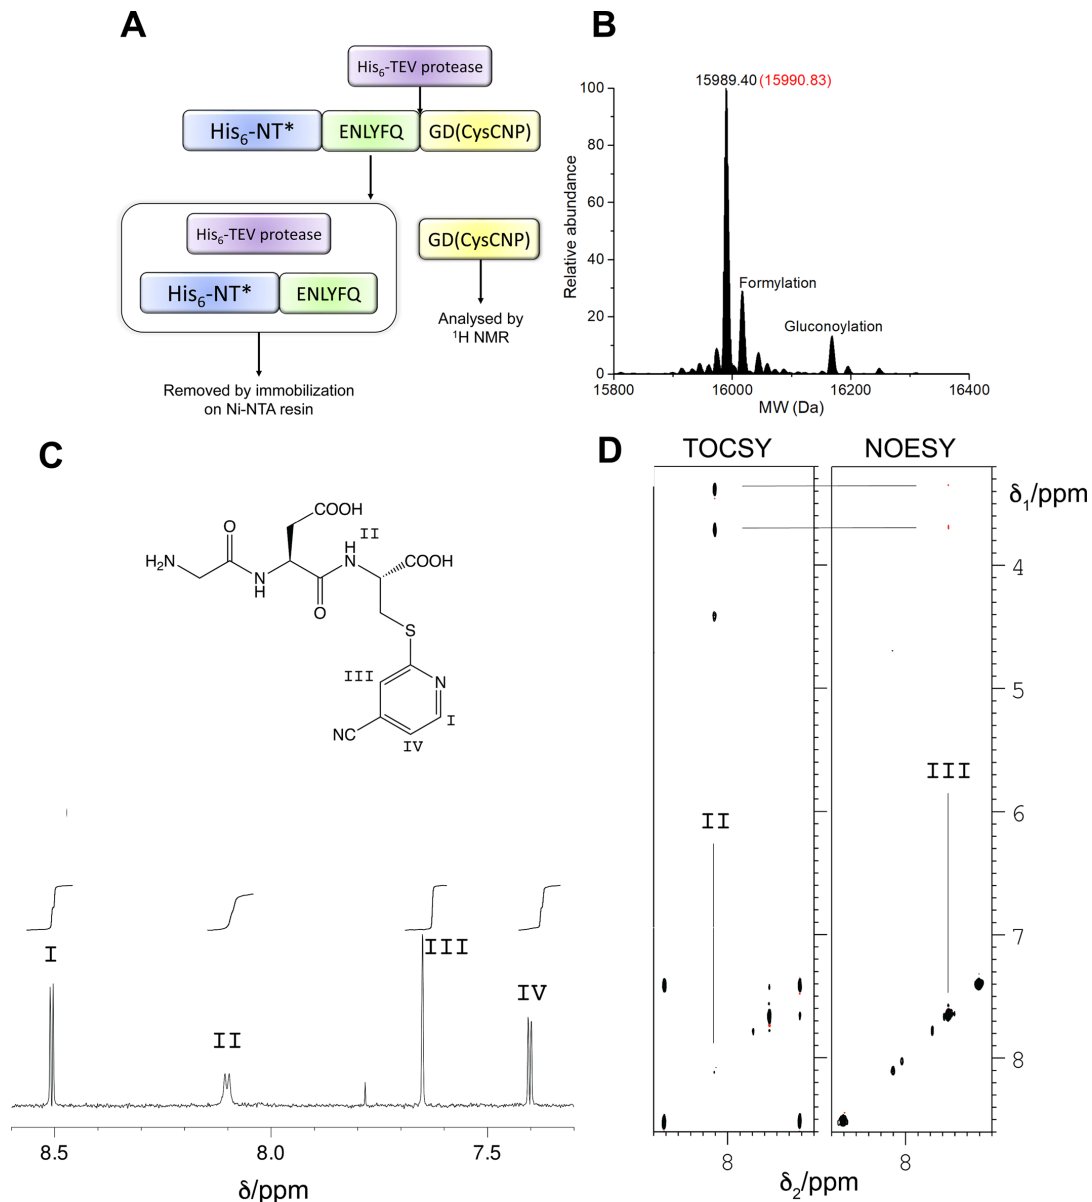 A
His6-TEV protease
His6-NT*
ENLYFQ
GD(CysCNP)
His6-TEV protease
His6-NT*
ENLYFQ
GD(CysCNP)
Analysed by
1H NMR
Removed by immobilization
on Ni-NTA resin
B
15989.40 (15990.83)
Formylation
Gluconoylation
Relative abundance
100
80
60
40
20
0
15800
16000
16200
16400
MW (Da)
C
COOH
O
H
II
H2N
N
COOH
N
H
O
S
III
N
I
NC
IV
I
II
III
IV
8.5
8.0
7.5
δ/ppm
D
TOCSY
NOESY
δ1/ppm
4
5
6
7
8
II
III
8
8
δ2/ppm